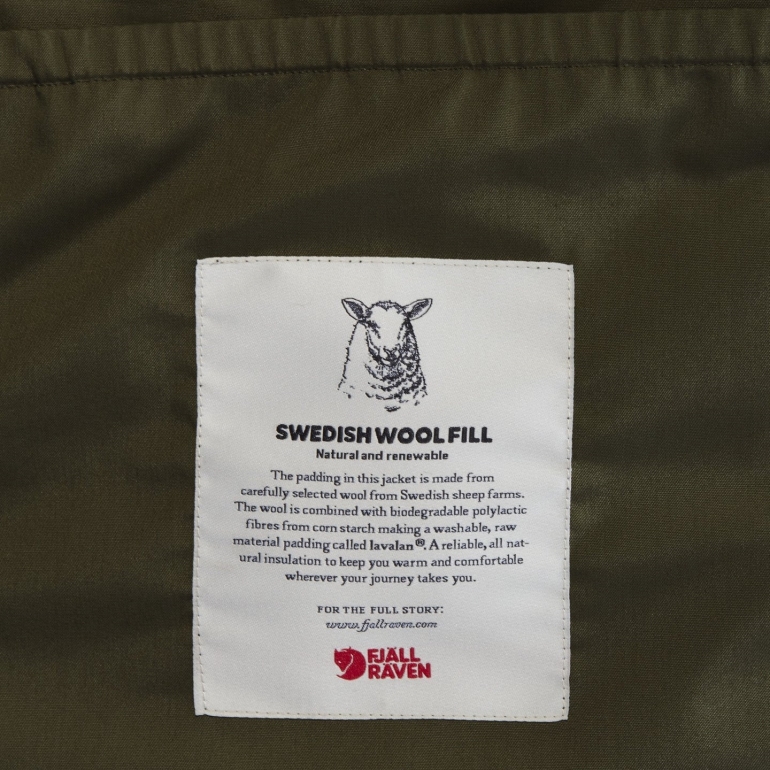 SWEDISH WOOL FILL
Natural and renewable
The padding in this jacket is made from
carefully selected wool from Swedish sheep farms.
The wool is combined with biodegradable polylactic
fibres from corn starch making a washable, raw
material padding called lavalan®. A reliable, all nat-
ural insulation to keep you warm and comfortable
wherever your journey takes you.
FOR THE FULL STORY:
www.fjallraven.com
FJÄLL
RÄVEN